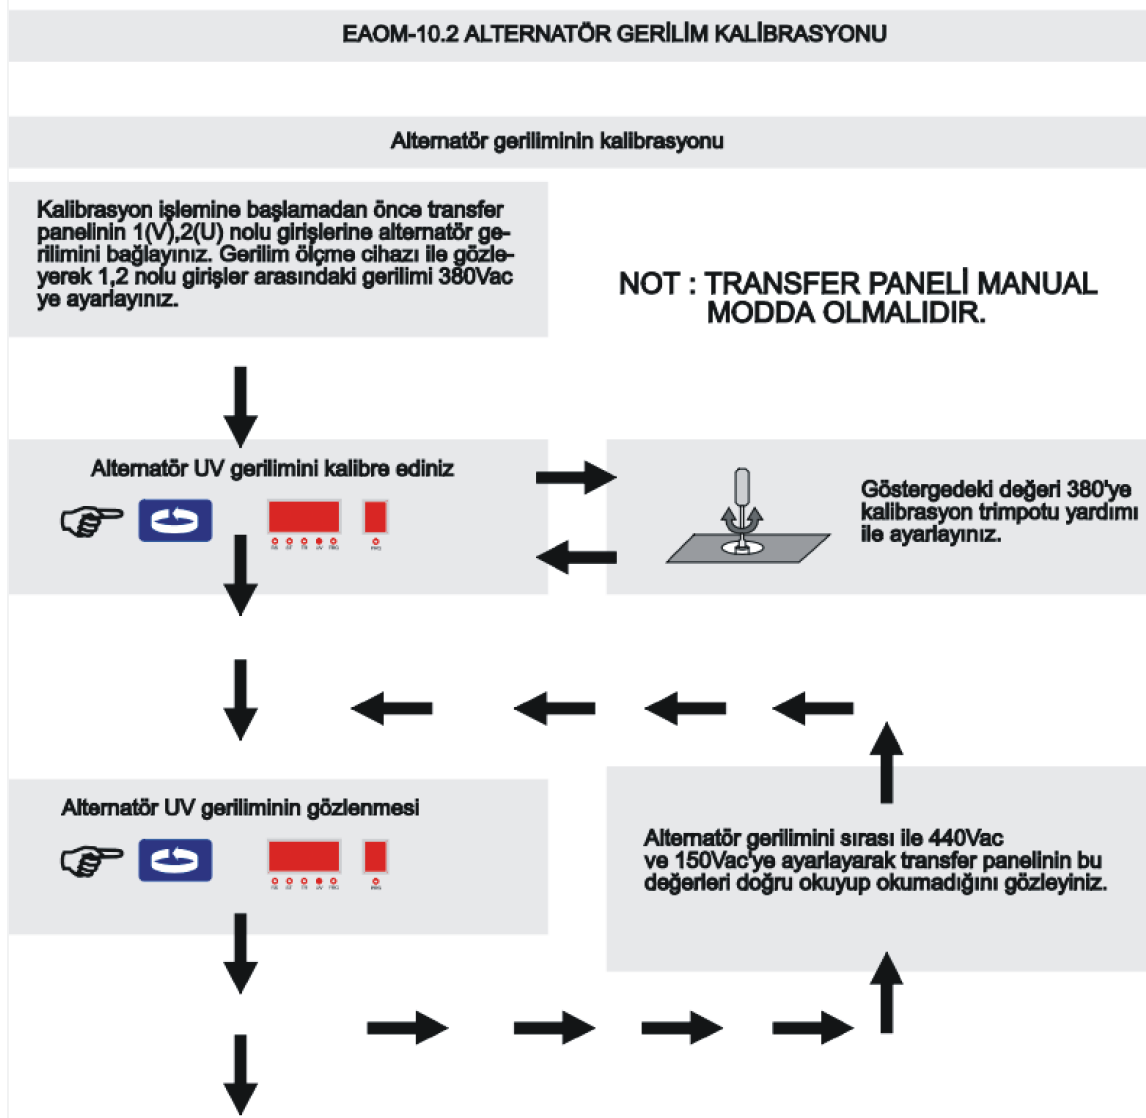 EAOM-10.2 ALTERNATÖR GERİLİM KALİBRASYONU
Alternatör geriliminin kalibrasyonu
Kalibrasyon işlemine başlamadan önce transfer
panelinin 1(V),2(U) nolu girişlerine alternatör ge-
rilimini bağlayınız. Gerilim ölçme cihazı ile gözle-
yerek 1,2 nolu girişler arasındaki gerilimi 380Vac
ye ayarlayınız.
NOT : TRANSFER PANELİ MANUAL
MODDA OLMALIDIR.
Alternatör UV gerilimini kalibre ediniz
UV
Göstergedeki değeri 380'ye
kalibrasyon trimpotu yardımı
ile ayarlayınız.
Alternatör UV geriliminin gözlenmesi
UV
Alternatör gerilimini sırası ile 440Vac
ve 150Vac'ye ayarlayarak transfer panelinin bu
değerleri doğru okuyup okumadığını gözleyiniz.